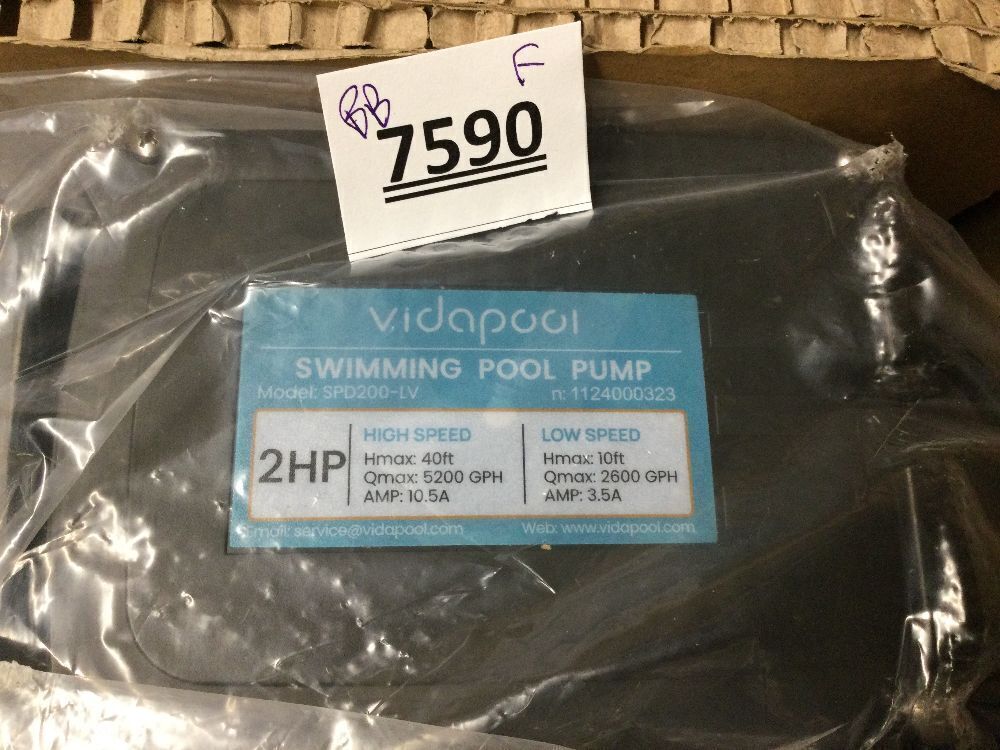 BB
F
7590
vidapool
SWIMMING POOL PUMP
Model: SPD200-LV
n: 1124000323
2HP
HIGH SPEED
Hmax: 40ft
Qmax: 5200 GPH
AMP: 10.5A
LOW SPEED
Hmax: 10ft
Qmax: 2600 GPH
AMP: 3.5A
Email: service@vidapool.com
Web: www.vidapool.com